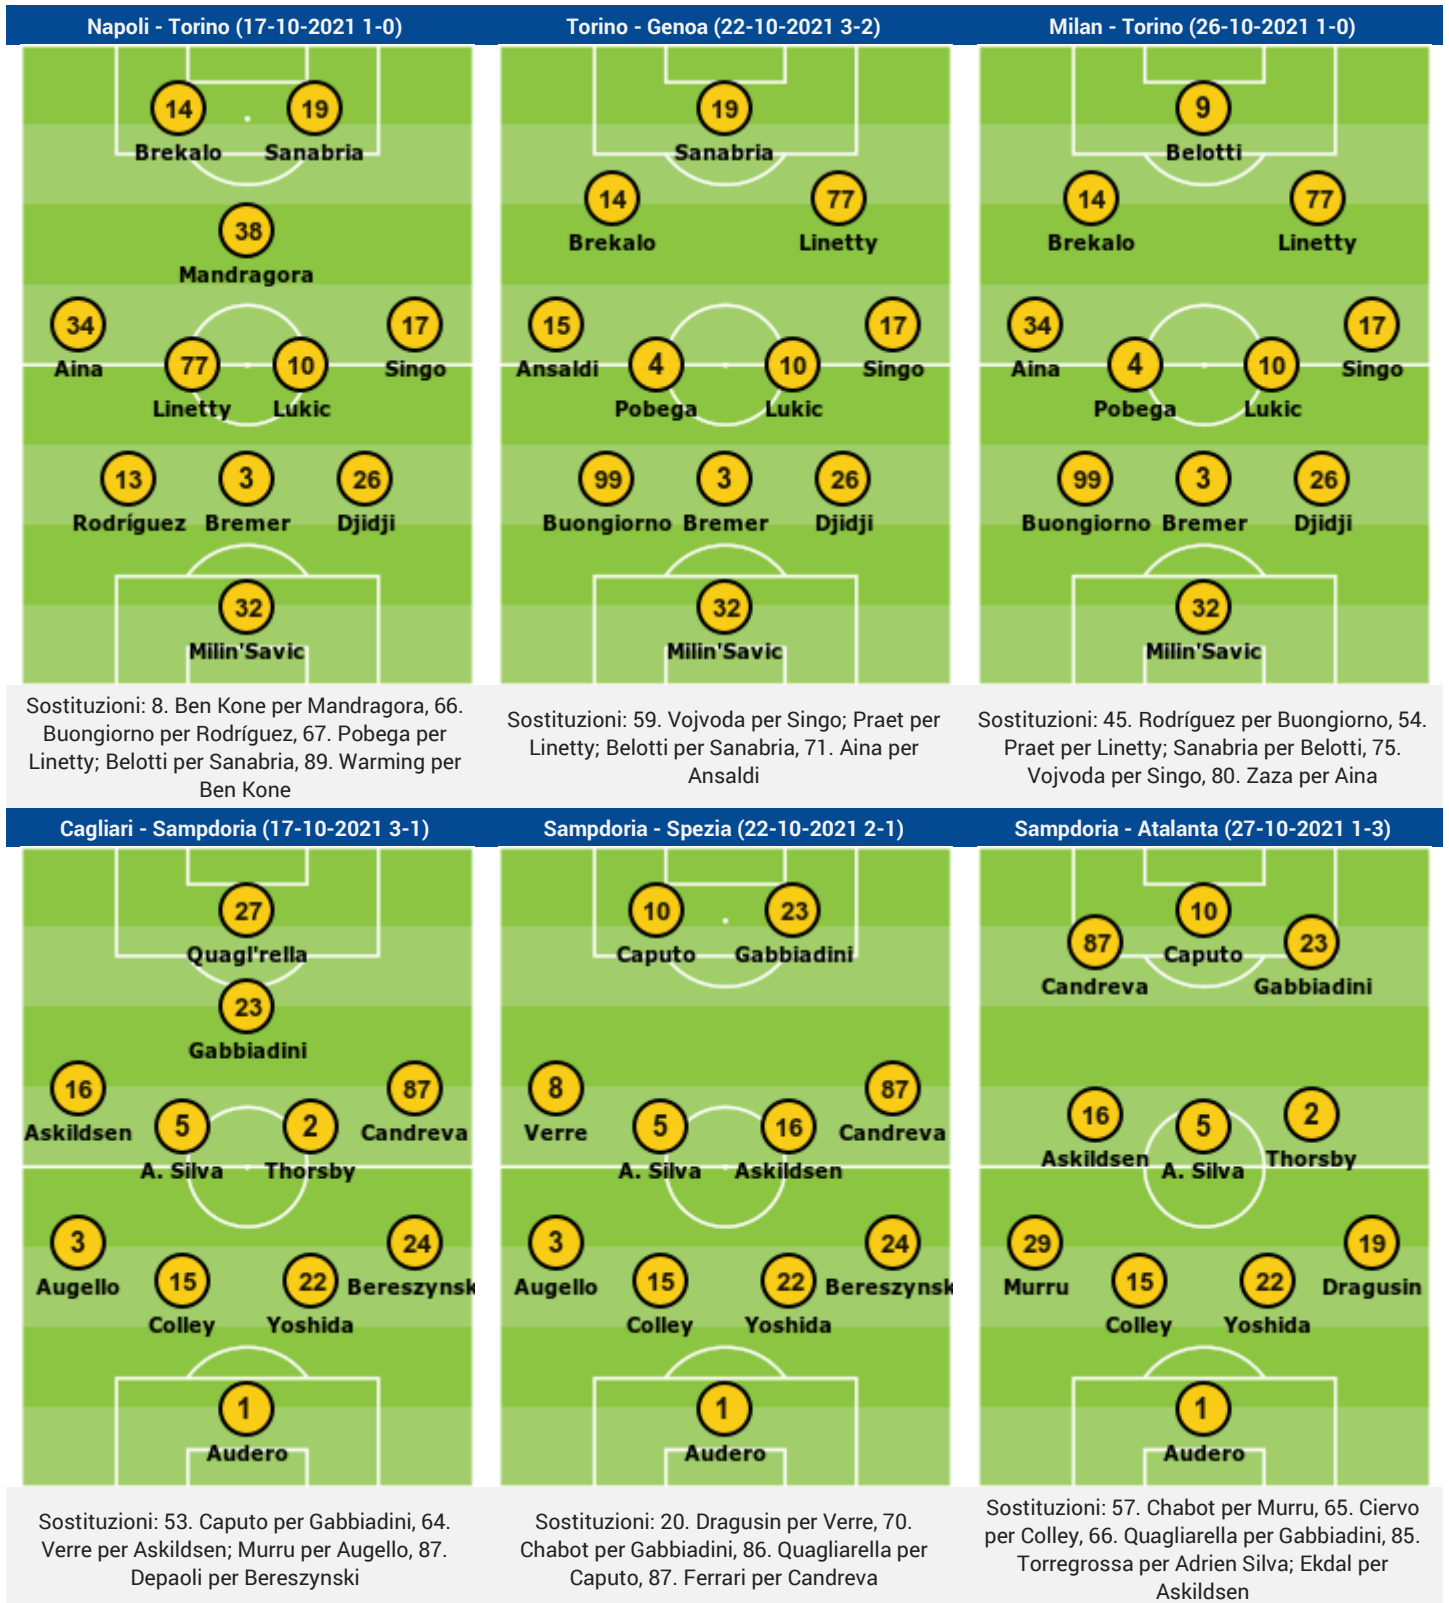 Napoli - Torino (17-10-2021 1-0)
14 19
Brekalo Sanabria
38
Mandragora
34 17
Aina Singo
77 10
Linetty Lukic
13 3 26
Rodríguez Bremer Djidji
32
Milin'Savic
Sostituzioni: 8. Ben Kone per Mandragora, 66.
Buongiorno per Rodríguez, 67. Pobega per
Linetty; Belotti per Sanabria, 89. Warming per
Ben Kone
Torino - Genoa (22-10-2021 3-2)
19
Sanabria
14 77
Brekalo Linetty
15 17
Ansaldi Singo
4 10
Pobega Lukic
99 3 26
Buongiorno Bremer Djidji
32
Milin'Savic
Sostituzioni: 59. Vojvoda per Singo; Praet per
Linetty; Belotti per Sanabria, 71. Aina per
Ansaldi
Milan - Torino (26-10-2021 1-0)
9
Belotti
14 77
Brekalo Linetty
34 17
Aina Singo
4 10
Pobega Lukic
99 3 26
Buongiorno Bremer Djidji
32
Milin'Savic
Sostituzioni: 45. Rodríguez per Buongiorno, 54.
Praet per Linetty; Sanabria per Belotti, 75.
Vojvoda per Singo, 80. Zaza per Aina
Cagliari - Sampdoria (17-10-2021 3-1)
27
Quagl'rella
23
Gabbiadini
16 87
Askildsen Candreva
5 2
A. Silva Thorsby
3 24
Augello Bereszynsk
15 22
Colley Yoshida
1
Audero
Sostituzioni: 53. Caputo per Gabbiadini, 64.
Verre per Askildsen; Murru per Augello, 87.
Depaoli per Bereszynski
Sampdoria - Spezia (22-10-2021 2-1)
10 23
Caputo Gabbiadini
8 87
Verre Candreva
5 16
A. Silva Askildsen
3 24
Augello Bereszynsk
15 22
Colley Yoshida
1
Audero
Sostituzioni: 20. Dragusin per Verre, 70.
Chabot per Gabbiadini, 86. Quagliarella per
Caputo, 87. Ferrari per Candreva
Sampdoria - Atalanta (27-10-2021 1-3)
10
Caputo
87 23
Candreva Gabbiadini
16 5 2
Askildsen A. Silva Thorsby
29 19
Murru Dragusin
15 22
Colley Yoshida
1
Audero
Sostituzioni: 57. Chabot per Murru, 65. Ciervo
per Colley, 66. Quagliarella per Gabbiadini, 85.
Torregrossa per Adrien Silva; Ekdal per
Askildsen